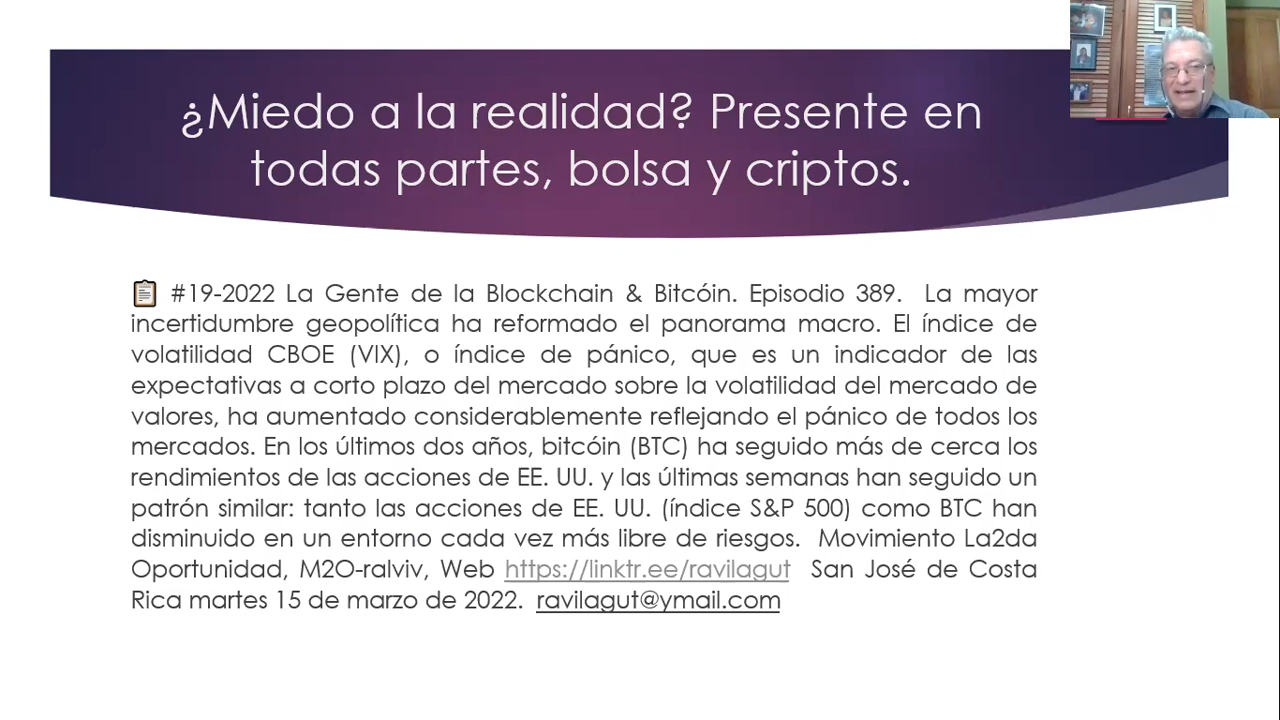 ¿Miedo a la realidad? Presente en
todas partes, bolsa y criptos.
#19-2022 La Gente de la Blockchain & Bitcóin. Episodio 389. La mayor
incertidumbre geopolítica ha reformado el panorama macro. El índice de
volatilidad CBOE (VIX), o índice de pánico, que es un indicador de las
expectativas a corto plazo del mercado sobre la volatilidad del mercado de
valores, ha aumentado considerablemente reflejando el pánico de todos los
mercados. En los últimos dos años, bitcóin (BTC) ha seguido más de cerca los
rendimientos de las acciones de EE. UU. y las últimas semanas han seguido un
patrón similar: tanto las acciones de EE. UU. (índice S&P 500) como BTC han
disminuido en un entorno cada vez más libre de riesgos. Movimiento La2da
Oportunidad, M2O-ralviv, Web https://linktr.ee/ravilagut San José de Costa
Rica martes 15 de marzo de 2022. ravilagut@ymail.com